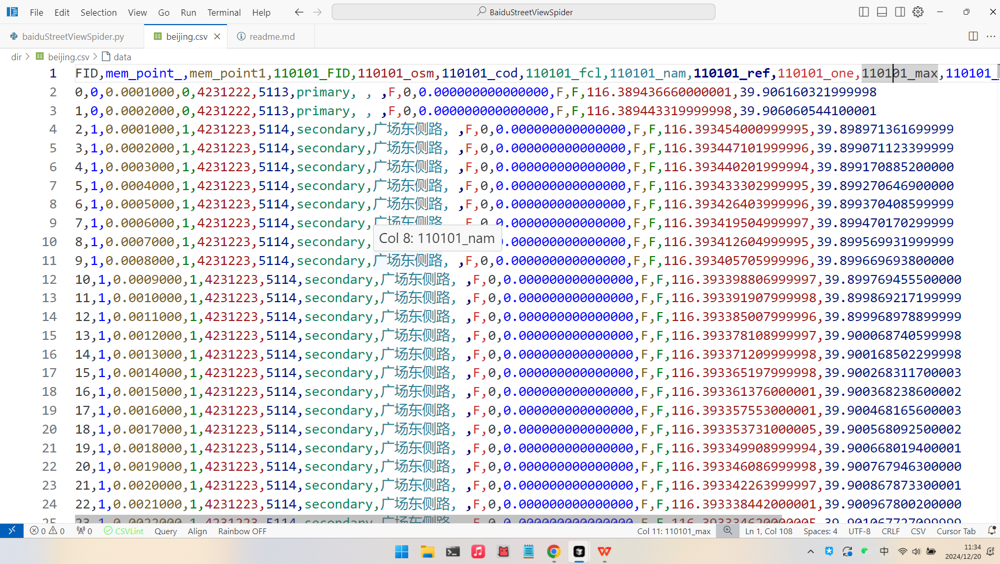 File Edit Selection View Go Run Terminal Help BaiduStreetViewSpider
baiduStreetViewSpider.py beijing.csv readme.md
dir > beijing.csv > data
1 FID,mem_point_,mem_point1,110101_FID,110101_osm,110101_cod,110101_fcl,110101_nam,110101_ref,110101_one,110101_max,110101_
2 0,0,0.0001000,0,4231222,5113,primary, , ,F,0,0.000000000000000,F,F,116.389436660000001,39.906160321999998
3 1,0,0.0002000,0,4231222,5113,primary, , ,F,0,0.000000000000000,F,F,116.389443319999998,39.906060544100001
4 2,1,0.0001000,1,4231223,5114,secondary,广场东侧路, ,F,0,0.000000000000000,F,F,116.393454000999995,39.898971361699999
5 3,1,0.0002000,1,4231223,5114,secondary,广场东侧路, ,F,0,0.000000000000000,F,F,116.393447101999996,39.899071123399999
6 4,1,0.0003000,1,4231223,5114,secondary,广场东侧路, ,F,0,0.000000000000000,F,F,116.393440201999994,39.899170885200000
7 5,1,0.0004000,1,4231223,5114,secondary,广场东侧路, ,F,0,0.000000000000000,F,F,116.393433302999995,39.899270646900000
8 6,1,0.0005000,1,4231223,5114,secondary,广场东侧路, ,F,0,0.000000000000000,F,F,116.393426403999996,39.899370408599999
9 7,1,0.0006000,1,4231223,5114,secondary,广场东侧路, ,F,0,0.000000000000000,F,F,116.393419504999997,39.899470170299999
10 8,1,0.0007000,1,4231223,5114,secondary, Col 8: 110101_nam 0.000000000000000,F,F,116.393412604999995,39.899569931999999
11 9,1,0.0008000,1,4231223,5114,secondary,广场东侧路, ,F,0,0.000000000000000,F,F,116.393405705999996,39.899669693800000
12 10,1,0.0009000,1,4231223,5114,secondary,广场东侧路, ,F,0,0.000000000000000,F,F,116.393398806999997,39.899769455500000
13 11,1,0.0010000,1,4231223,5114,secondary,广场东侧路, ,F,0,0.000000000000000,F,F,116.393391907999998,39.899869217199999
14 12,1,0.0011000,1,4231223,5114,secondary,广场东侧路, ,F,0,0.000000000000000,F,F,116.393385007999996,39.899968978899999
15 13,1,0.0012000,1,4231223,5114,secondary,广场东侧路, ,F,0,0.000000000000000,F,F,116.393378108999997,39.900068740599998
16 14,1,0.0013000,1,4231223,5114,secondary,广场东侧路, ,F,0,0.000000000000000,F,F,116.393371209999998,39.900168502299998
17 15,1,0.0014000,1,4231223,5114,secondary,广场东侧路, ,F,0,0.000000000000000,F,F,116.393365197999998,39.900268311700003
18 16,1,0.0015000,1,4231223,5114,secondary,广场东侧路, ,F,0,0.000000000000000,F,F,116.393361376000001,39.900368238600002
19 17,1,0.0016000,1,4231223,5114,secondary,广场东侧路, ,F,0,0.000000000000000,F,F,116.393357553000001,39.900468165600003
20 18,1,0.0017000,1,4231223,5114,secondary,广场东侧路, ,F,0,0.000000000000000,F,F,116.393353731000005,39.900568092500002
21 19,1,0.0018000,1,4231223,5114,secondary,广场东侧路, ,F,0,0.000000000000000,F,F,116.393349908999994,39.900668019400001
22 20,1,0.0019000,1,4231223,5114,secondary,广场东侧路, ,F,0,0.000000000000000,F,F,116.393346086999998,39.900767946300000
23 21,1,0.0020000,1,4231223,5114,secondary,广场东侧路, ,F,0,0.000000000000000,F,F,116.393342263999997,39.900867873300001
24 22,1,0.0021000,1,4231223,5114,secondary,广场东侧路, ,F,0,0.000000000000000,F,F,116.393338442000001,39.900967800200000
25 23,1,0.0022000,1,4231223,5114,secondary,广场东侧路, ,F,0,0.000000000000000,F,F,116.393334620000005,39.901067727099999
0 0 0 CSVLint Query Align Rainbow OFF Col 11: 110101_max Ln 1, Col 108 Spaces: 4 UTF-8 CRLF CSV Cursor Tab
中 11:34
2024/12/20